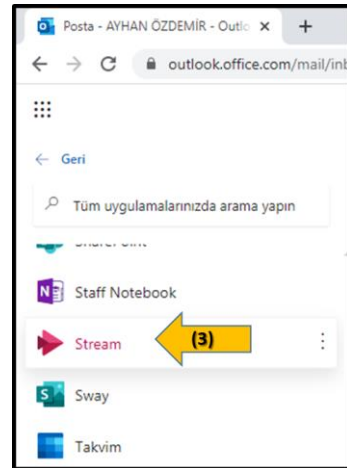 Posta - AYHAN ÖZDEMİR - Outlo
outlook.office.com/mail/inb
Geri
Tüm uygulamalarınızda arama yapın
SharePoint
Staff Notebook
Stream
(3)
Sway
Takvim